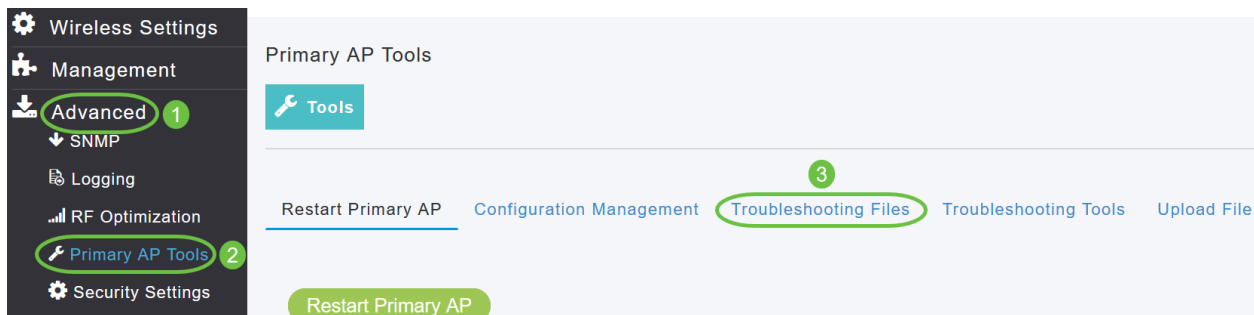 Wireless Settings
Management
Advanced 1
SNMP
Logging
RF Optimization
Primary AP Tools 2
Security Settings
Primary AP Tools
Tools
3
Restart Primary AP Configuration Management Troubleshooting Files Troubleshooting Tools Upload File
Restart Primary AP